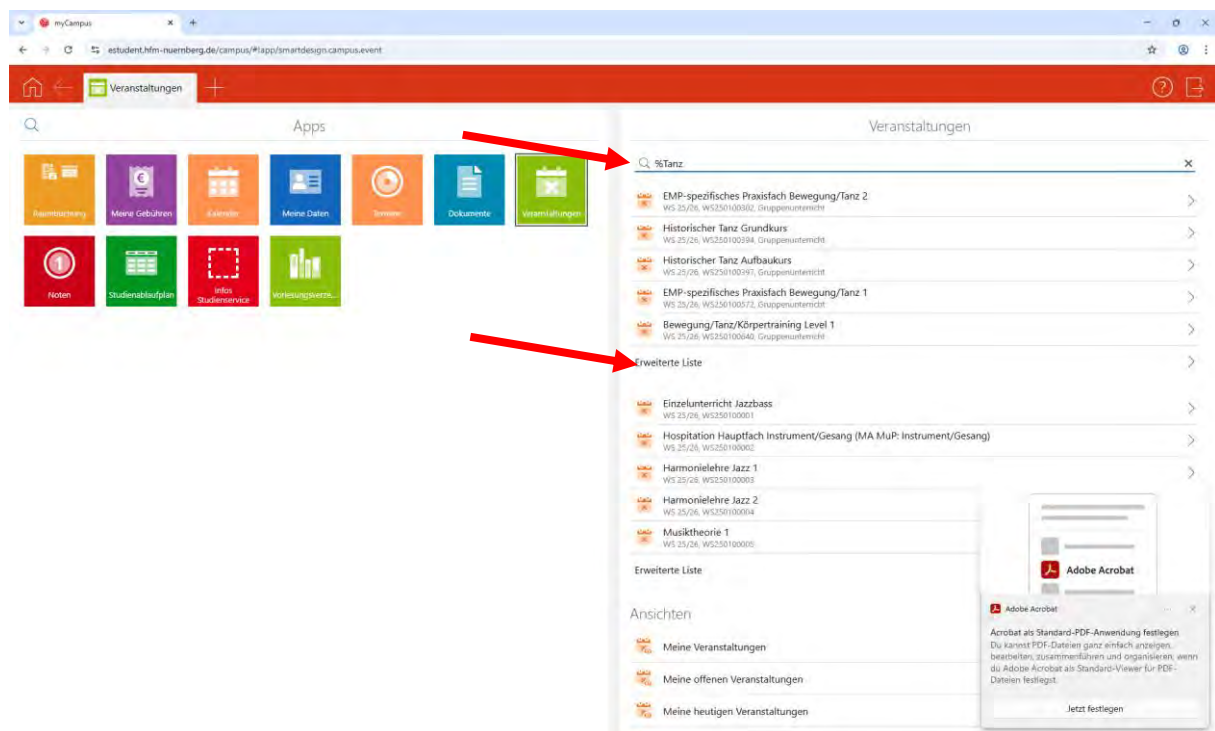 myCampus
estudent.hfm-nuernberg.de/campus/#!app/smartdesign.campus.event
Veranstaltungen
Apps
Veranstaltungen
%Tanz
Raumbuchung
Meine Gebühren
Kalender
Meine Daten
Termine
Dokumente
Veranstaltungen
Noten
Studienablaufplan
Infos
Studienservice
Vorlesungsverze...
EMP-spezifisches Praxisfach Bewegung/Tanz 2
WS 25/26, WS250100302, Gruppenunterricht
Historischer Tanz Grundkurs
WS 25/26, WS250100394, Gruppenunterricht
Historischer Tanz Aufbaukurs
WS 25/26, WS250100397, Gruppenunterricht
EMP-spezifisches Praxisfach Bewegung/Tanz 1
WS 25/26, WS250100572, Gruppenunterricht
Bewegung/Tanz/Körpertraining Level 1
WS 25/26, WS250100640, Gruppenunterricht
Erweiterte Liste
Einzelunterricht Jazzbass
WS 25/26, WS250100001
Hospitation Hauptfach Instrument/Gesang (MA MuP: Instrument/Gesang)
WS 25/26, WS250100002
Harmonielehre Jazz 1
WS 25/26, WS250100003
Harmonielehre Jazz 2
WS 25/26, WS250100004
Musiktheorie 1
WS 25/26, WS250100005
Erweiterte Liste
Ansichten
Meine Veranstaltungen
Meine offenen Veranstaltungen
Meine heutigen Veranstaltungen
Adobe Acrobat
Adobe Acrobat
Acrobat als Standard-PDF-Anwendung festlegen
Du kannst PDF-Dateien ganz einfach anzeigen,
bearbeiten, zusammenführen und organisieren, wenn
du Adobe Acrobat als Standard-Viewer für PDF-
Dateien festlegst.
Jetzt festlegen